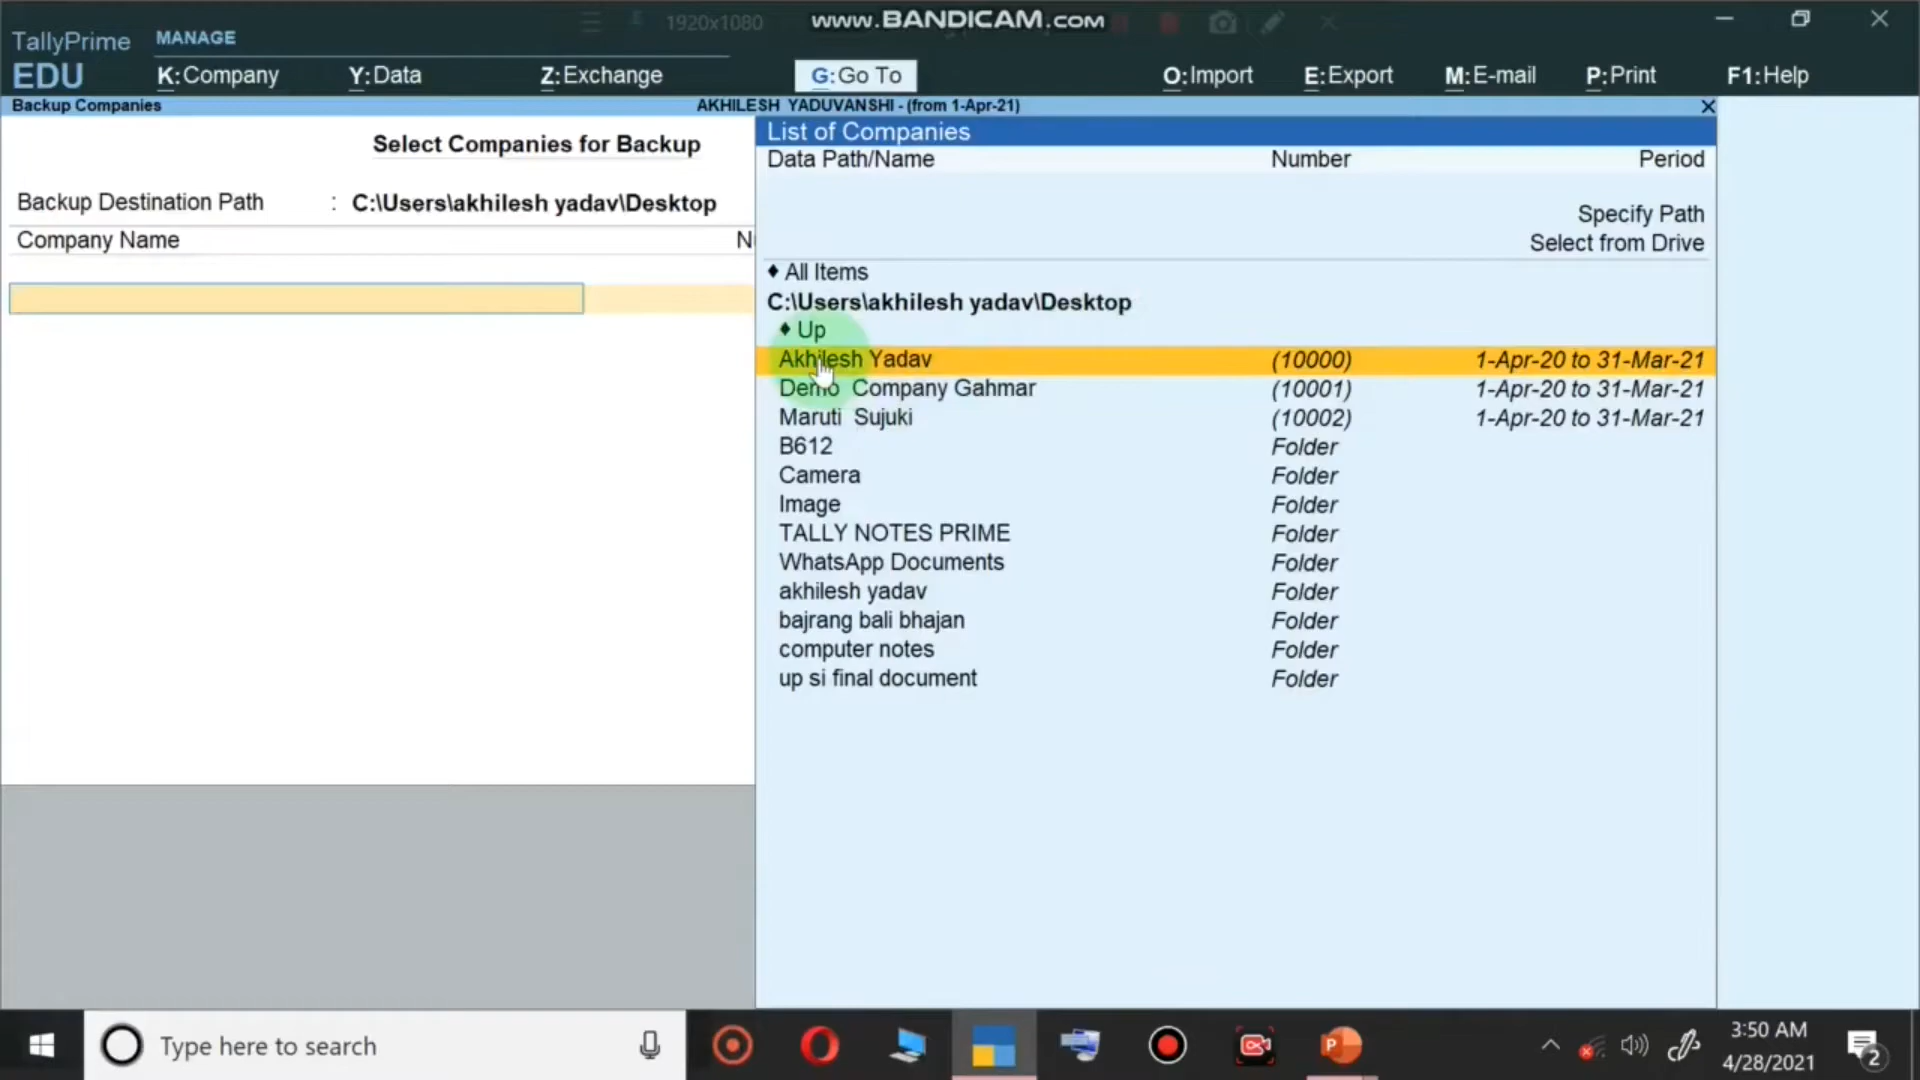 1920x1080
www.BANDICAM.com
TallyPrime
EDU
MANAGE
K:Company
Y:Data
Z:Exchange
G:Go To
O:Import
E:Export
M:E-mail
P:Print
F1:Help
Backup Companies
AKHILESH YADUVANSHI - (from 1-Apr-21)
Select Companies for Backup
Backup Destination Path : C:\Users\akhilesh yadav\Desktop
Company Name
List of Companies
Data Path/Name Number Period
Specify Path
Select from Drive
♦ All Items
C:\Users\akhilesh yadav\Desktop
♦ Up
Akhilesh Yadav (10000) 1-Apr-20 to 31-Mar-21
Demo Company Gahmar (10001) 1-Apr-20 to 31-Mar-21
Maruti Sujuki (10002) 1-Apr-20 to 31-Mar-21
B612 Folder
Camera Folder
Image Folder
TALLY NOTES PRIME Folder
WhatsApp Documents Folder
akhilesh yadav Folder
bajrang bali bhajan Folder
computer notes Folder
up si final document Folder
Type here to search
3:50 AM
4/28/2021
2